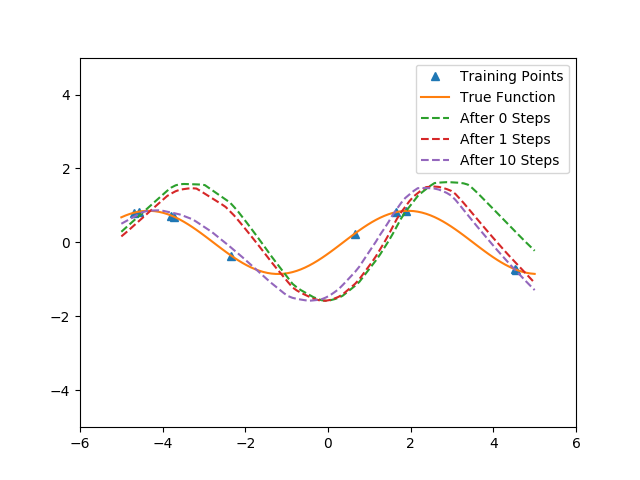 Training Points
True Function
After 0 Steps
After 1 Steps
After 10 Steps
4
2
0
−2
−4
−6
−4
−2
0
2
4
6